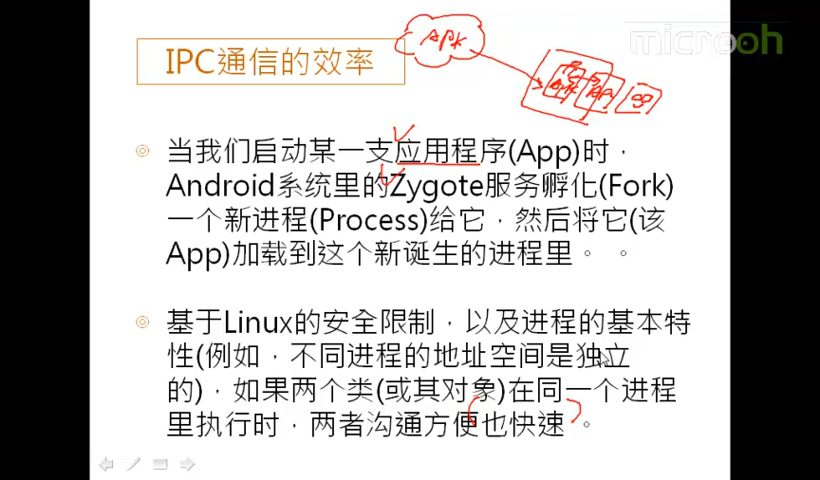 microoh
Apk
IPC通信的效率
当我们启动某一支应用程序(App)时，
Android系统里的Zygote服务孵化(Fork)
一个新进程(Process)给它，然后将它(该
App)加载到这个新诞生的进程里。 。
基于Linux的安全限制，以及进程的基本特
性(例如，不同进程的地址空间是独立
的)，如果两个类(或其对象)在同一个进程
里执行时，两者沟通方便也快速 。